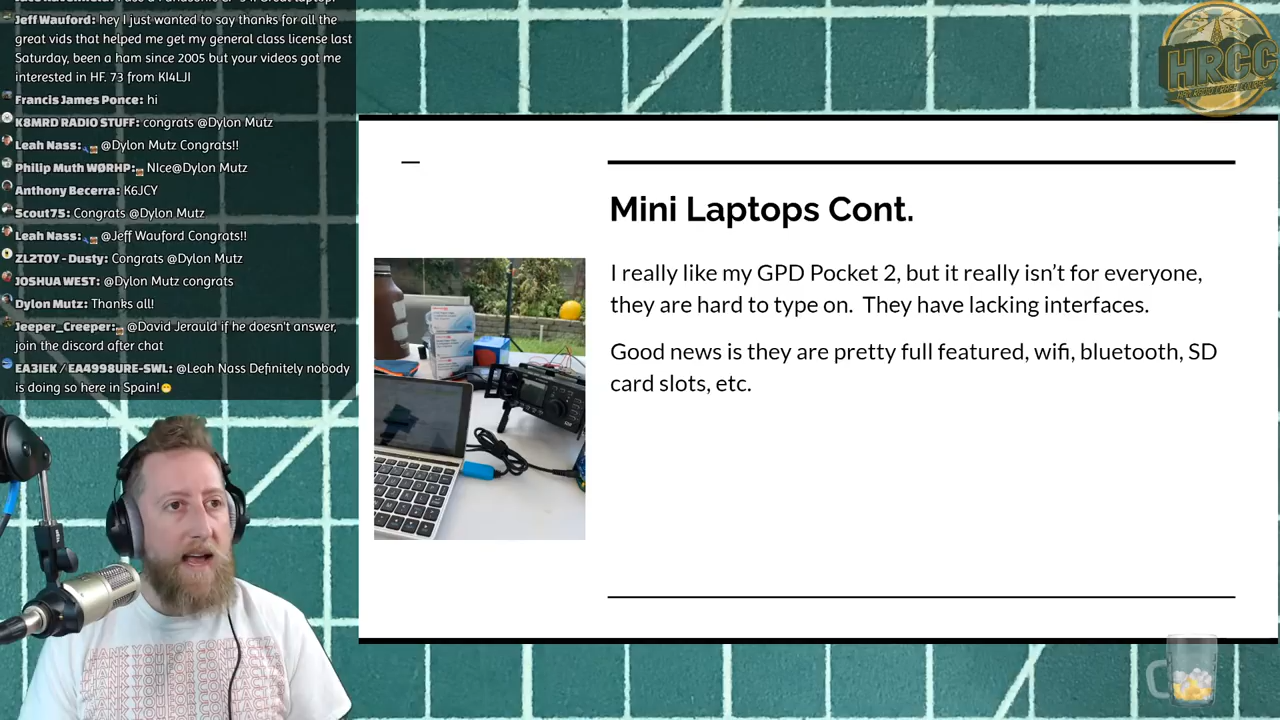 Jeff Wauford: hey I just wanted to say thanks for all the
great vids that helped me get my general class license last
Saturday, been a ham since 2005 but your videos got me
interested in HF. 73 from KI4LJI
Francis James Ponce: hi
K8MRD RADIO STUFF: congrats @Dylon Mutz
Leah Nass: @Dylon Mutz Congrats!!
Philip Muth WØRHP: NIce@Dylon Mutz
Anthony Becerra: K6JCY
Scout75: Congrats @Dylon Mutz
Leah Nass: @Jeff Wauford Congrats!!
ZL2TOY - Dusty: Congrats @Dylon Mutz
JOSHUA WEST: @Dylon Mutz congrats
Dylon Mutz: Thanks all!
Jeeper_Creeper: @David Jerauld if he doesn't answer,
join the discord after chat
EA3IEK / EA4998URE-SWL: @Leah Nass Definitely nobody
is doing so here in Spain!
HRCC
Mini Laptops Cont.
I really like my GPD Pocket 2, but it really isn’t for everyone,
they are hard to type on.  They have lacking interfaces.
Good news is they are pretty full featured, wifi, bluetooth, SD
card slots, etc.
THANK YOU FOR CONTACT